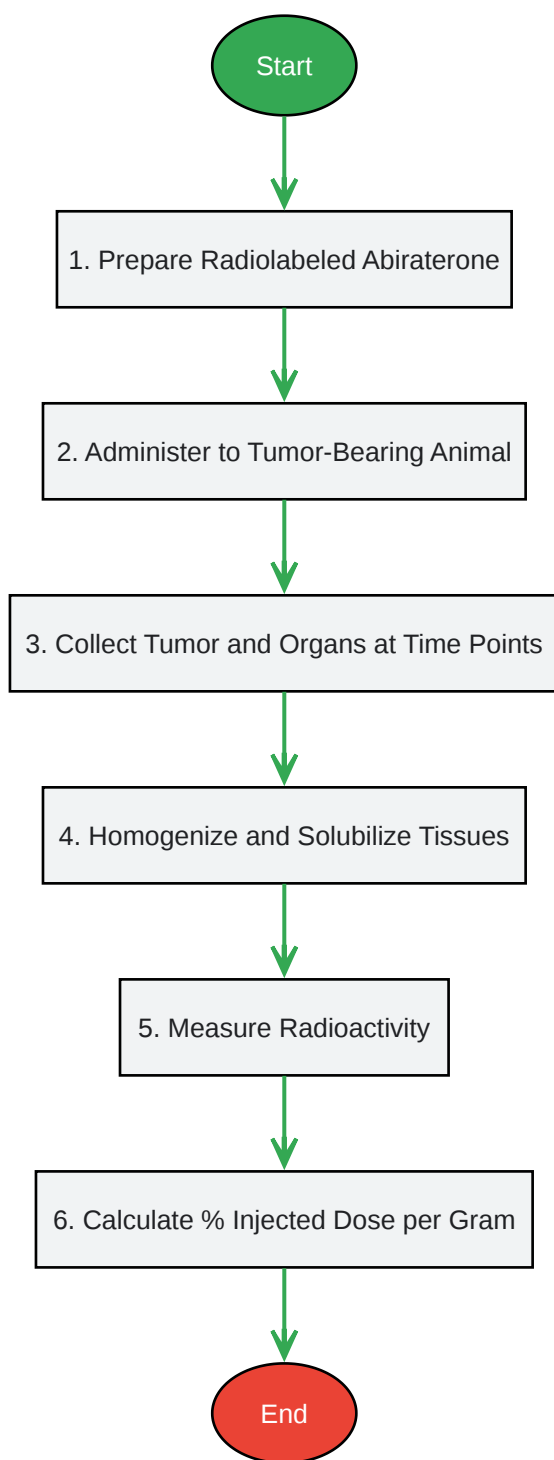 Start
1. Prepare Radiolabeled Abiraterone
2. Administer to Tumor-Bearing Animal
3. Collect Tumor and Organs at Time Points
4. Homogenize and Solubilize Tissues
5. Measure Radioactivity
6. Calculate % Injected Dose per Gram
End